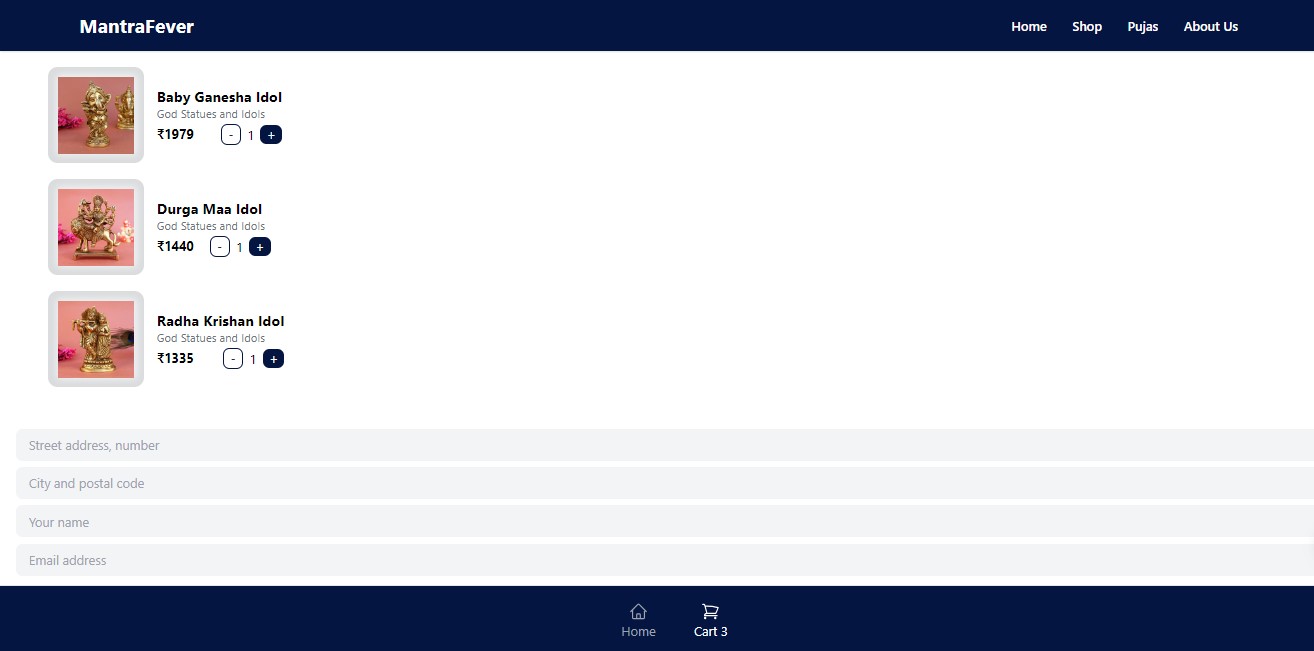 MantraFever
Home Shop Pujas About Us
Baby Ganesha Idol
God Statues and Idols
₹1979 - 1 +
Durga Maa Idol
God Statues and Idols
₹1440 - 1 +
Radha Krishan Idol
God Statues and Idols
₹1335 - 1 +
Street address, number
City and postal code
Your name
Email address
Home Cart 3